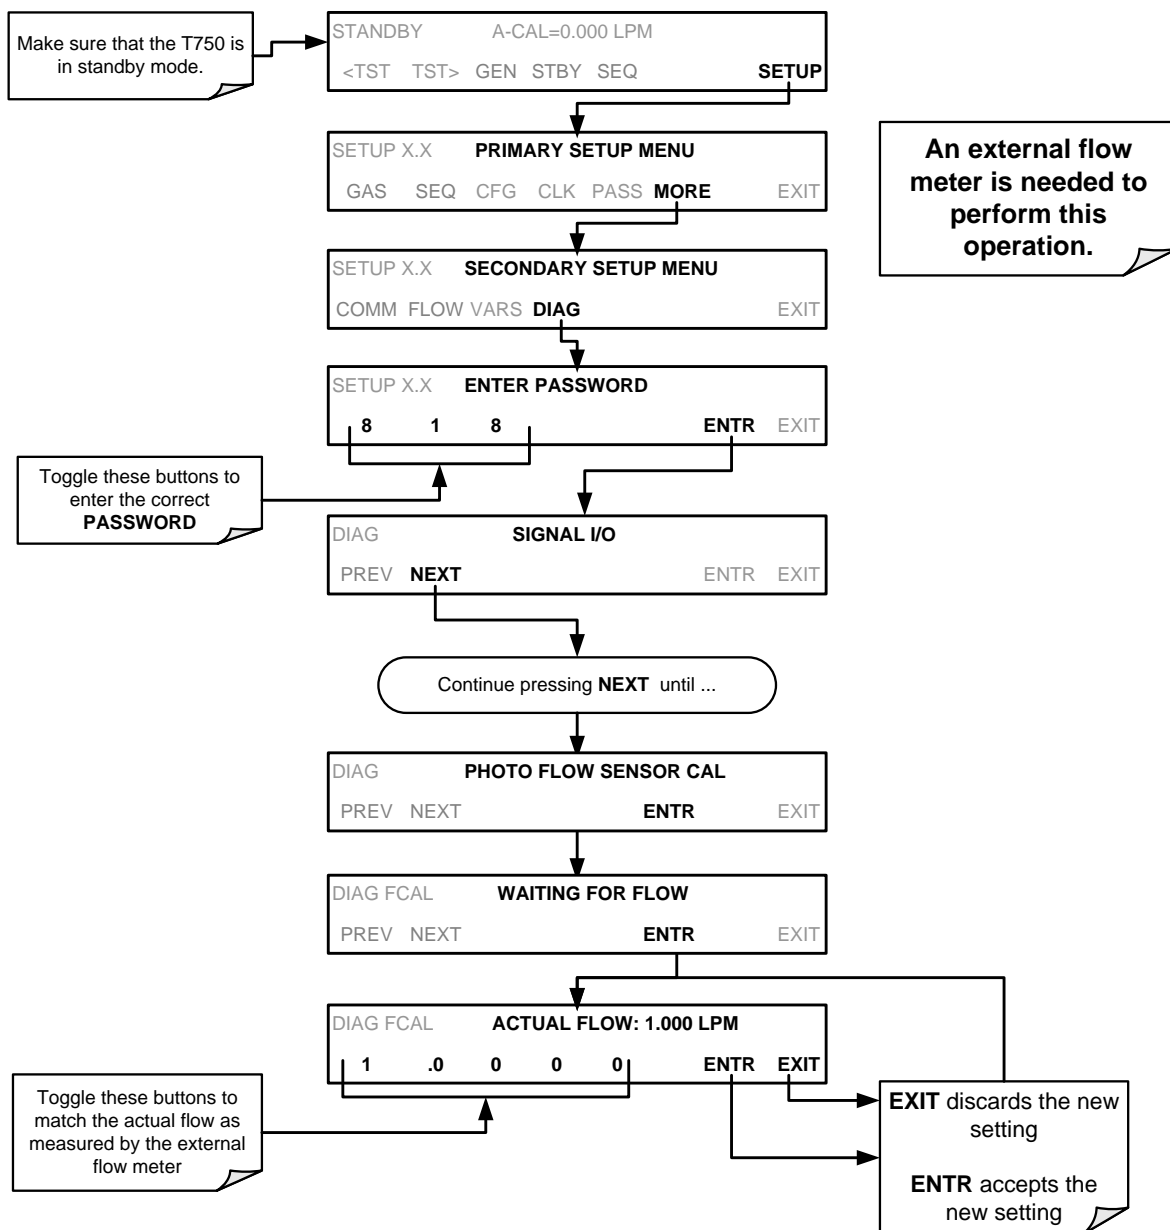 Make sure that the T750 is
in standby mode.
STANDBY A-CAL=0.000 LPM
<TST TST> GEN STBY SEQ SETUP
SETUP X.X PRIMARY SETUP MENU
GAS SEQ CFG CLK PASS MORE EXIT
An external flow
meter is needed to
perform this
operation.
SETUP X.X SECONDARY SETUP MENU
COMM FLOW VARS DIAG EXIT
SETUP X.X ENTER PASSWORD
8 1 8 ENTR EXIT
Toggle these buttons to
enter the correct
PASSWORD
DIAG SIGNAL I/O
PREV NEXT ENTR EXIT
Continue pressing NEXT until ...
DIAG PHOTO FLOW SENSOR CAL
PREV NEXT ENTR EXIT
DIAG FCAL WAITING FOR FLOW
PREV NEXT ENTR EXIT
DIAG FCAL ACTUAL FLOW: 1.000 LPM
1 .0 0 0 0 ENTR EXIT
Toggle these buttons to
match the actual flow as
measured by the external
flow meter
EXIT discards the new
setting
ENTR accepts the
new setting